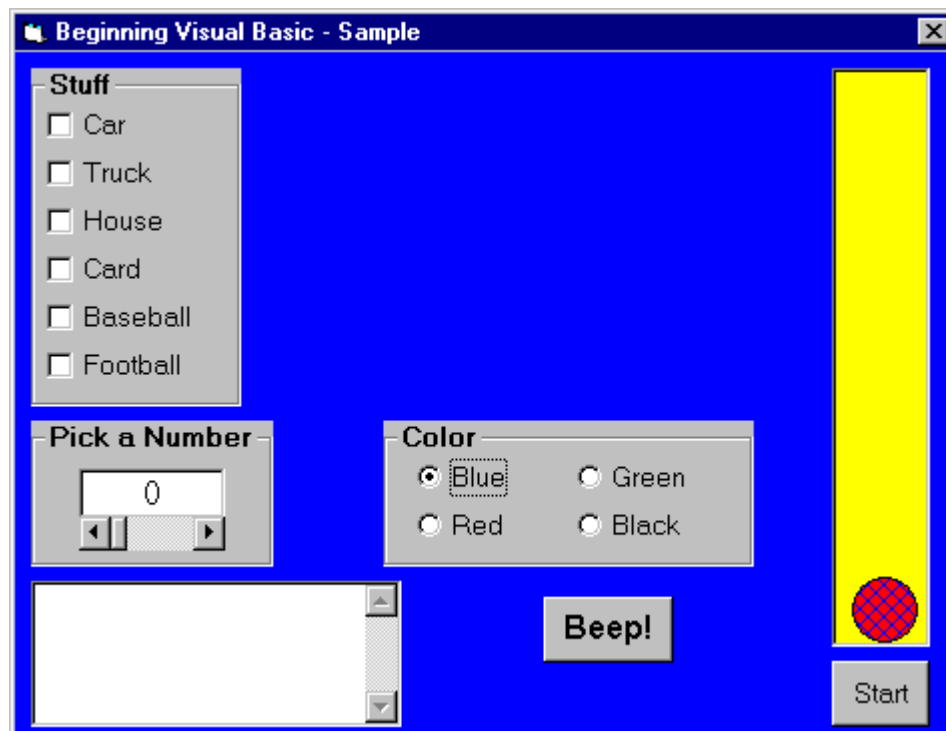 Beginning Visual Basic - Sample
Stuff
Car
Truck
House
Card
Baseball
Football
Pick a Number
0
Color
Blue
Green
Red
Black
Beep!
Start